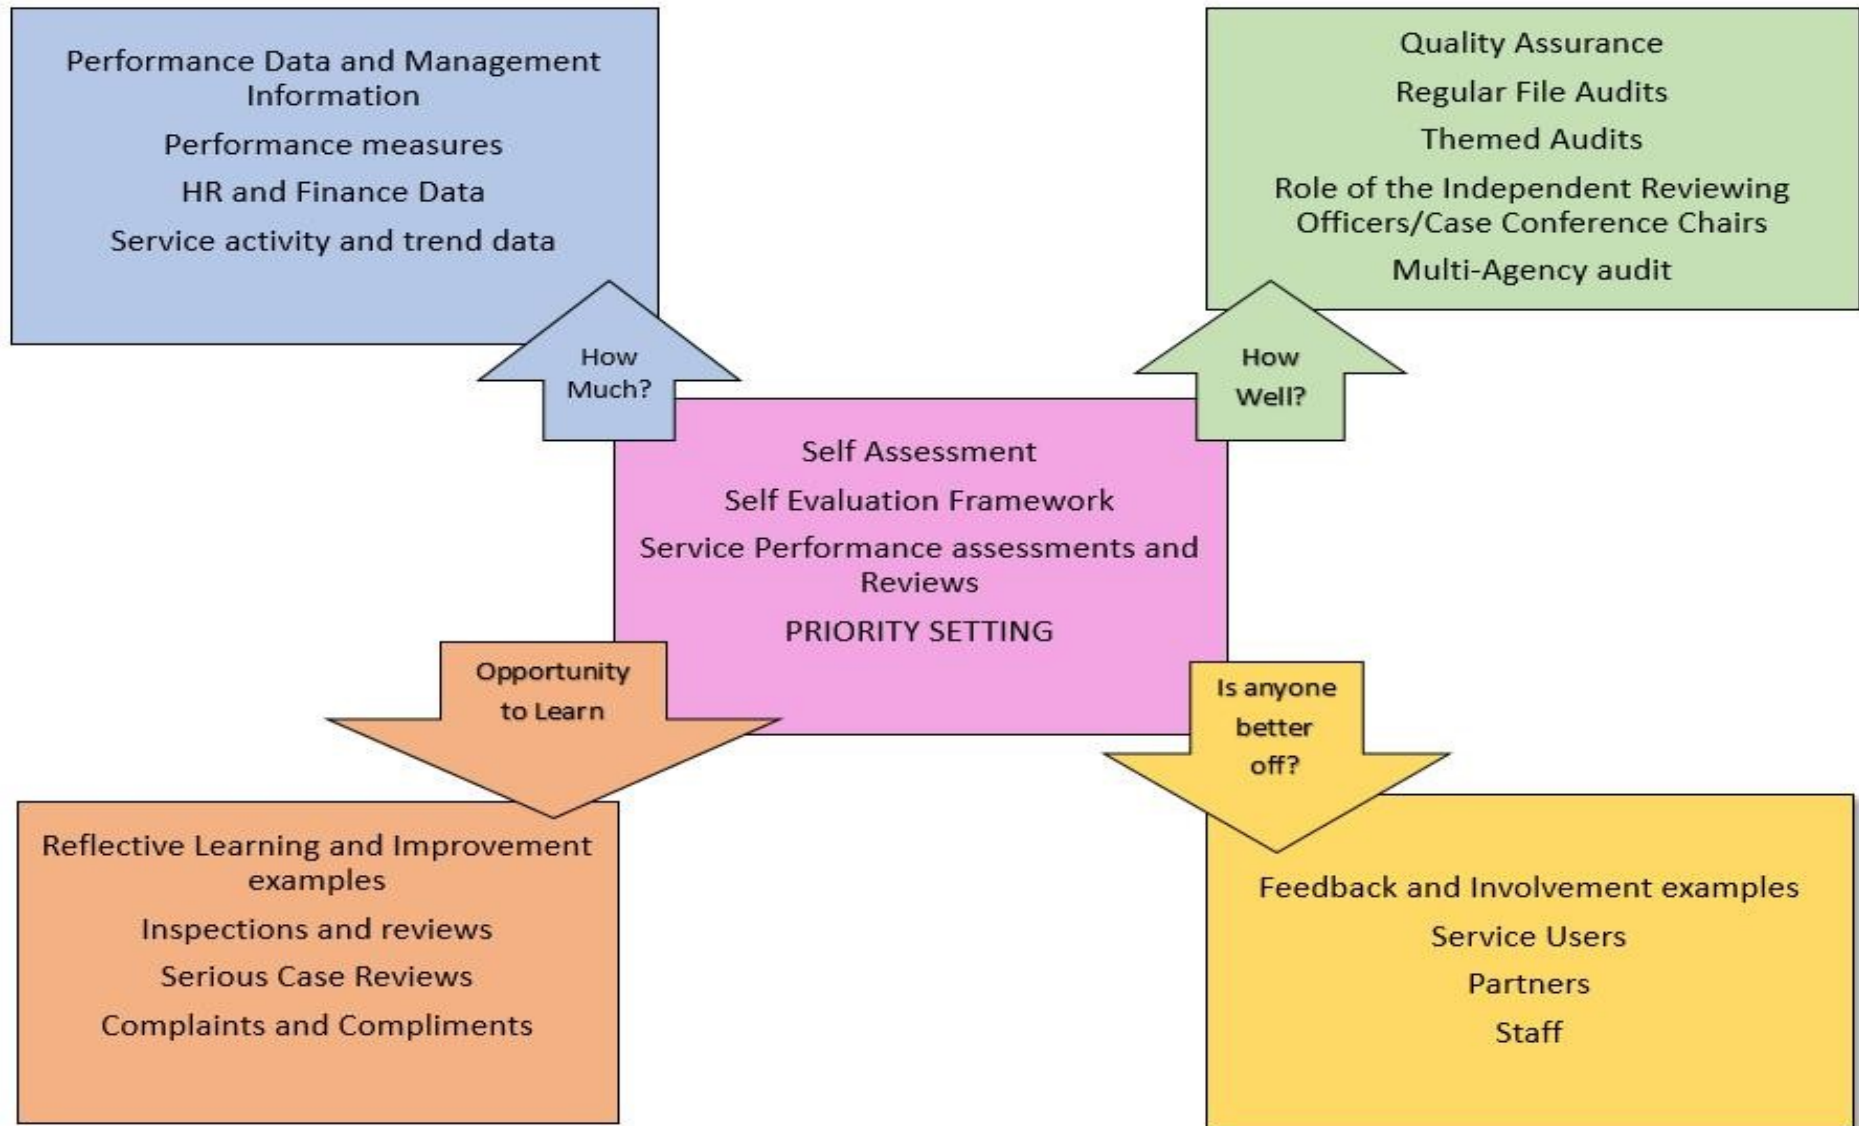 Performance Data and Management
Information
Performance measures
HR and Finance Data
Service activity and trend data
Quality Assurance
Regular File Audits
Themed Audits
Role of the Independent Reviewing
Officers/Case Conference Chairs
Multi-Agency audit
How
Much?
How
Well?
Self Assessment
Self Evaluation Framework
Service Performance assessments and
Reviews
PRIORITY SETTING
Opportunity
to Learn
Is anyone
better
off?
Reflective Learning and Improvement
examples
Inspections and reviews
Serious Case Reviews
Complaints and Compliments
Feedback and Involvement examples
Service Users
Partners
Staff